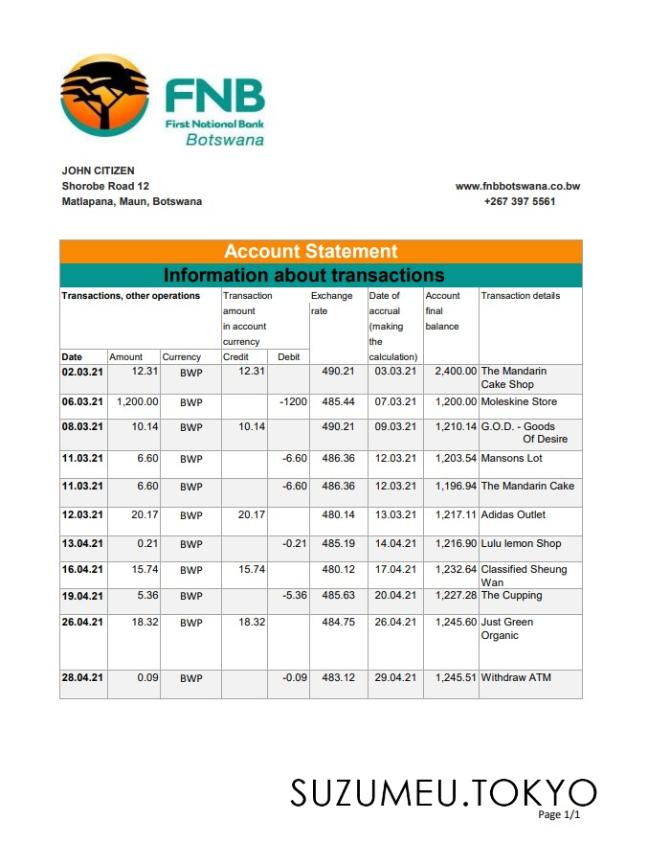 FNB
First National Bank
Botswana
JOHN CITIZEN
Shorobe Road 12
Matlapana, Maun, Botswana
www.fnbbotswana.co.bw
+267 397 5561
Account Statement
Information about transactions
Transactions, other operations Transaction amount in account currency Exchange rate Date of accrual (making the calculation) Account final balance Transaction details
Date Amount Currency Credit Debit
02.03.21 12.31 BWP 12.31 490.21 03.03.21 2,400.00 The Mandarin
Cake Shop
06.03.21 1,200.00 BWP -1200 485.44 07.03.21 1,200.00 Moleskine Store
08.03.21 10.14 BWP 10.14 490.21 09.03.21 1,210.14 G.O.D. - Goods
Of Desire
11.03.21 6.60 BWP -6.60 486.36 12.03.21 1,203.54 Mansons Lot
11.03.21 6.60 BWP -6.60 486.36 12.03.21 1,196.94 The Mandarin Cake
12.03.21 20.17 BWP 20.17 480.14 13.03.21 1,217.11 Adidas Outlet
13.04.21 0.21 BWP -0.21 485.19 14.04.21 1,216.90 Lulu lemon Shop
16.04.21 15.74 BWP 15.74 480.12 17.04.21 1,232.64 Classified Sheung
Wan
19.04.21 5.36 BWP -5.36 485.63 20.04.21 1,227.28 The Cupping
26.04.21 18.32 BWP 18.32 484.75 26.04.21 1,245.60 Just Green
Organic
28.04.21 0.09 BWP -0.09 483.12 29.04.21 1,245.51 Withdraw ATM
SUZUMEU.TOKYO
Page 1/1